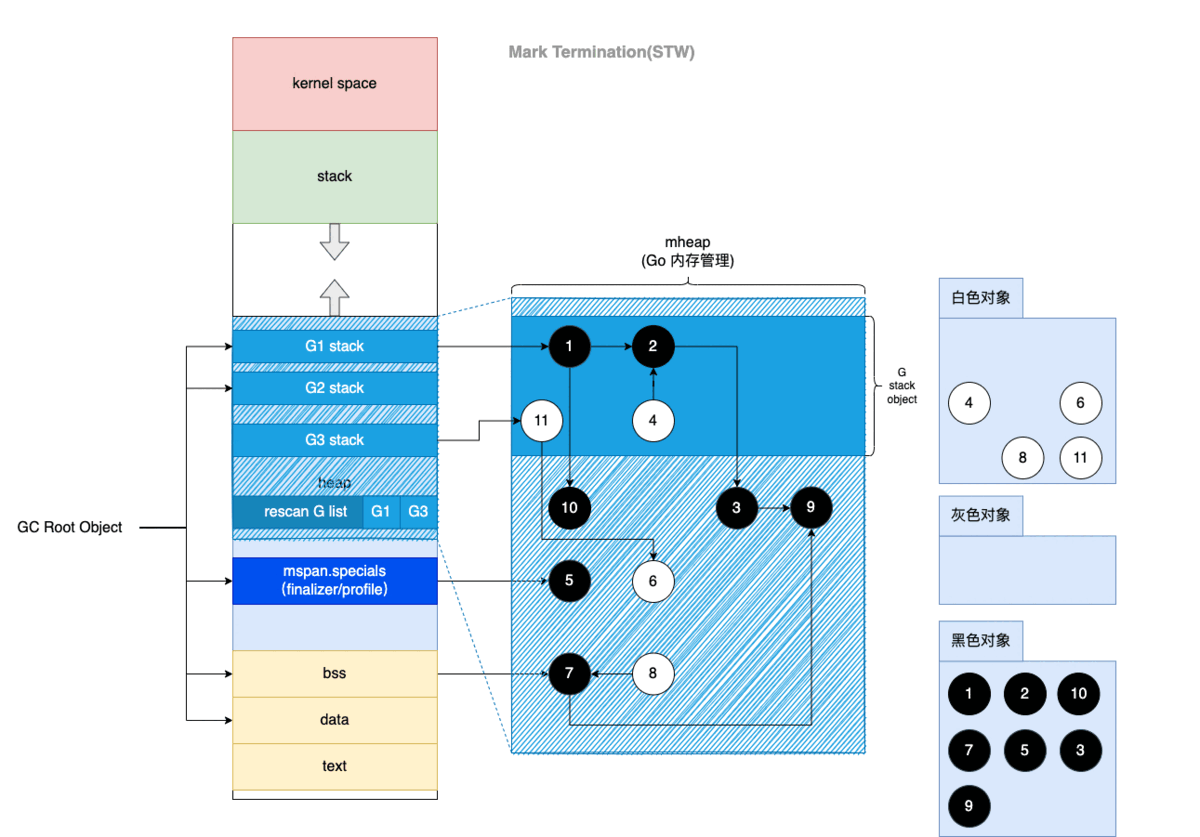 Mark Termination(STW)
kernel space
stack
mheap
(Go 内存管理)
G1 stack
G2 stack
G3 stack
heap
rescan G list
G1
G3
GC Root Object
mspan.specials
(finalizer/profile)
bss
data
text
1
2
11
4
10
3
9
5
6
7
8
G
stack
object
白色对象
4
6
8
11
灰色对象
黑色对象
1
2
10
7
5
3
9